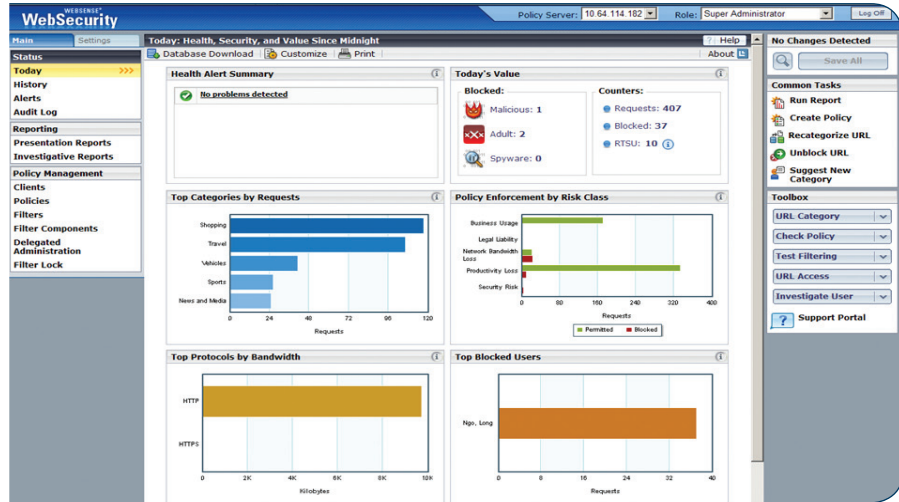 WEBSENSE
WebSecurity
Policy Server: 10.64.114.182
Role: Super Administrator
Log Off
Main
Settings
Today: Health, Security, and Value Since Midnight
? Help
Database Download
Customize
Print
About
Status
Today >>>
History
Alerts
Audit Log
Reporting
Presentation Reports
Investigative Reports
Policy Management
Clients
Policies
Filters
Filter Components
Delegated
Administration
Filter Lock
Health Alert Summary
No problems detected
Today's Value
Blocked:
Malicious: 1
Adult: 2
Spyware: 0
Counters:
Requests: 407
Blocked: 37
RTSU: 10
Top Categories by Requests
Shopping
Travel
Vehicles
Sports
News and Media
0 24 48 72 96 120
Requests
Policy Enforcement by Risk Class
Business Usage
Legal Liability
Network Bandwidth
Loss
Productivity Loss
Security Risk
0 80 160 240 320 400
Requests
Permitted Blocked
Top Protocols by Bandwidth
HTTP
HTTPS
0 2K 4K 6K 8K 10K
Kilobytes
Top Blocked Users
Ngo, Long
0 8 16 24 32 40
Requests
No Changes Detected
Save All
Common Tasks
Run Report
Create Policy
Recategorize URL
Unblock URL
Suggest New
Category
Toolbox
URL Category
Check Policy
Test Filtering
URL Access
Investigate User
? Support Portal